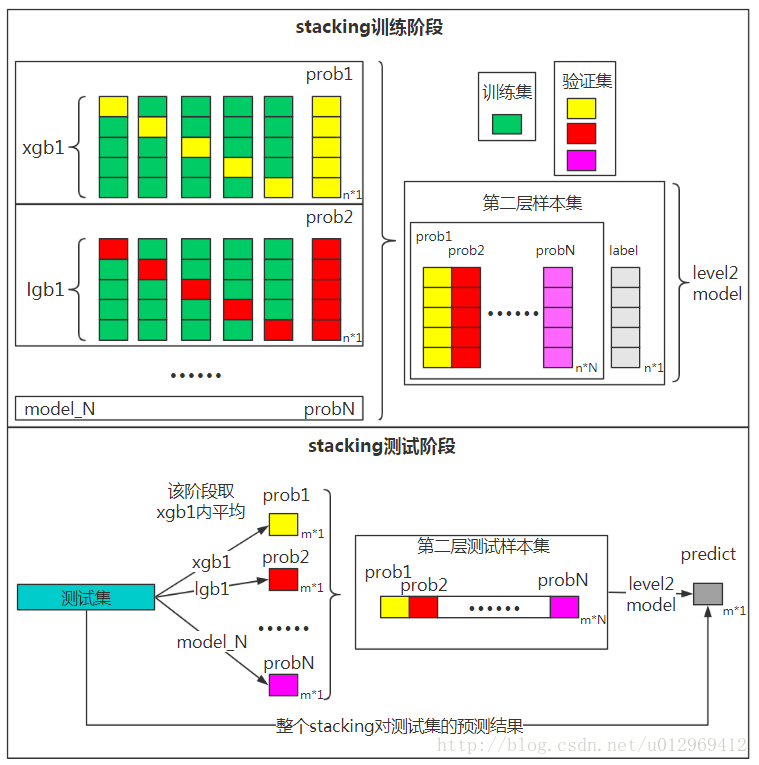 stacking训练阶段
prob1
xgb1
n*1
prob2
lgb1
n*1
••••••
model_N
probN
训练集
验证集
第二层样本集
prob1
prob2
probN
label
••••••
n*N
n*1
level2
model
stacking测试阶段
该阶段取
xgb1内平均
测试集
xgb1
lgb1
model_N
prob1
m*1
prob2
m*1
••••••
probN
m*1
第二层测试样本集
prob1
prob2
probN
••••••
m*N
level2
model
predict
m*1
整个stacking对测试集的预测结果
http://blog.csdn.net/u012969412